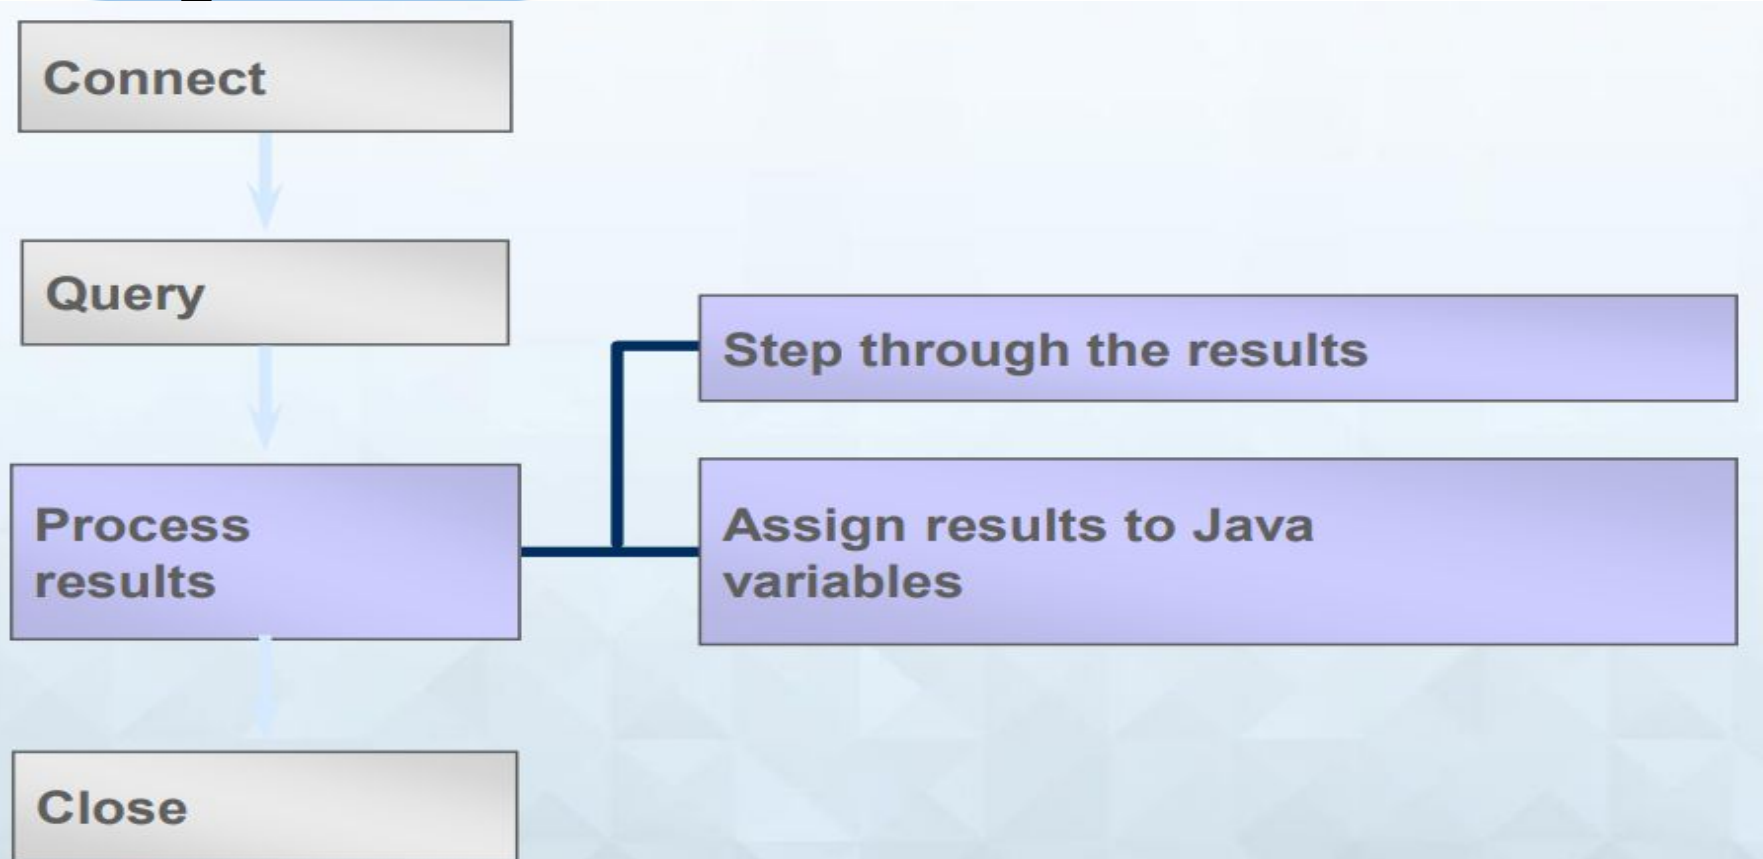 Connect
Query
Step through the results
Process
results
Assign results to Java
variables
Close